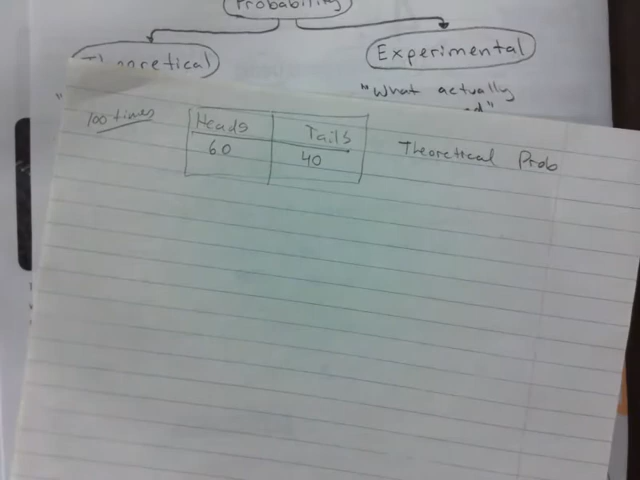 Probability
Theoretical
Experimental
"What actually
100 times
Heads Tails
60 40
Theoretical Prob